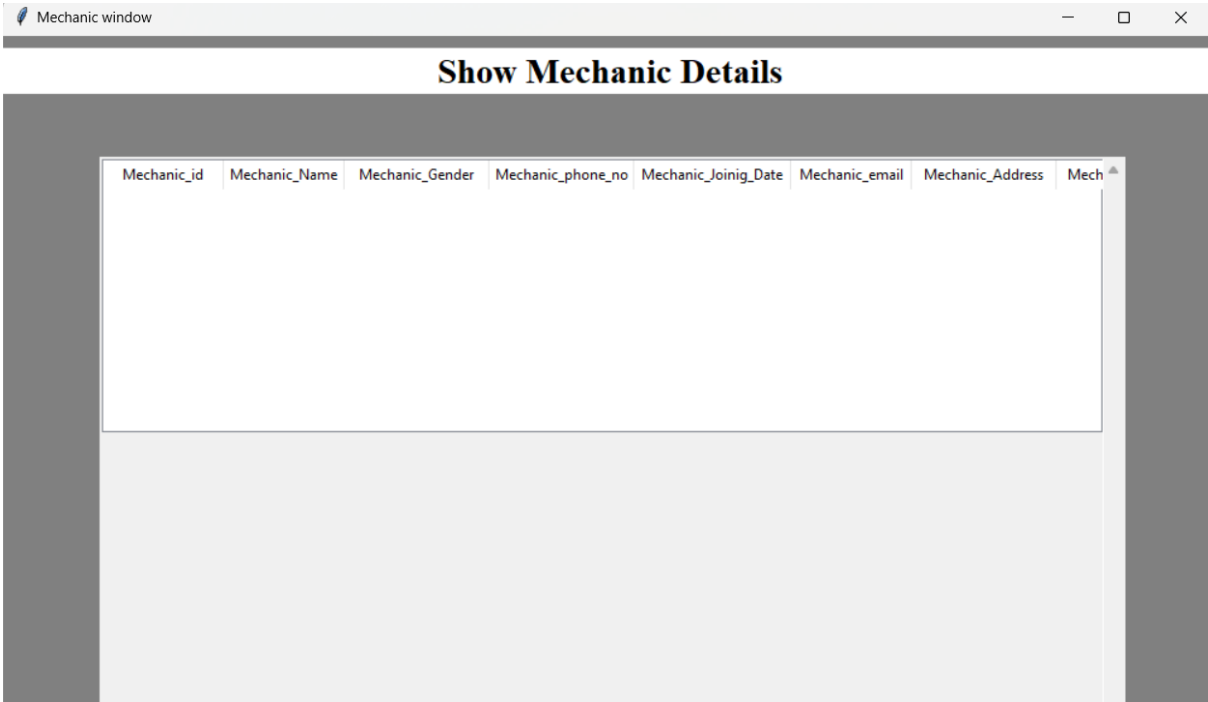 Mechanic window
Show Mechanic Details
Mechanic_id Mechanic_Name Mechanic_Gender Mechanic_phone_no Mechanic_Joinig_Date Mechanic_email Mechanic_Address Mech